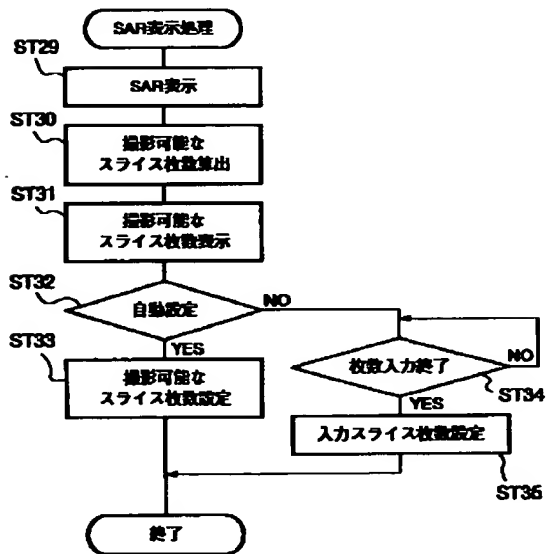 SAR表示処理
ST29
SAR表示
ST30
撮影可能な
スライス枚数算出
ST31
撮影可能な
スライス枚数表示
ST32
自動設定
NO
YES
ST33
撮影可能な
スライス枚数設定
枚数入力終了
NO
ST34
YES
入力スライス枚数設定
ST35
終了